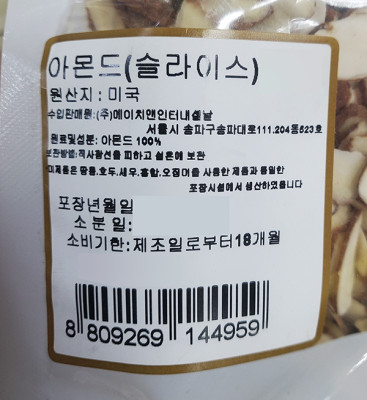 아몬드(슬라이스)
원산지 : 미국
수입판매원:(주)에이치앤인터내셜날
서울시 송파구송파대로111.204동523호
원료및성분: 아몬드 100%
보관방법:직사광선을 피하고 실온에 보관
이제품은 땅콩,호두,새우,홍합,오징어을 사용한 제품과 동일한
포장시설에서 생산하였습니다
포장년월일
소 분 일:
소비기한: 제조일로부터18개월
8 809269 144959